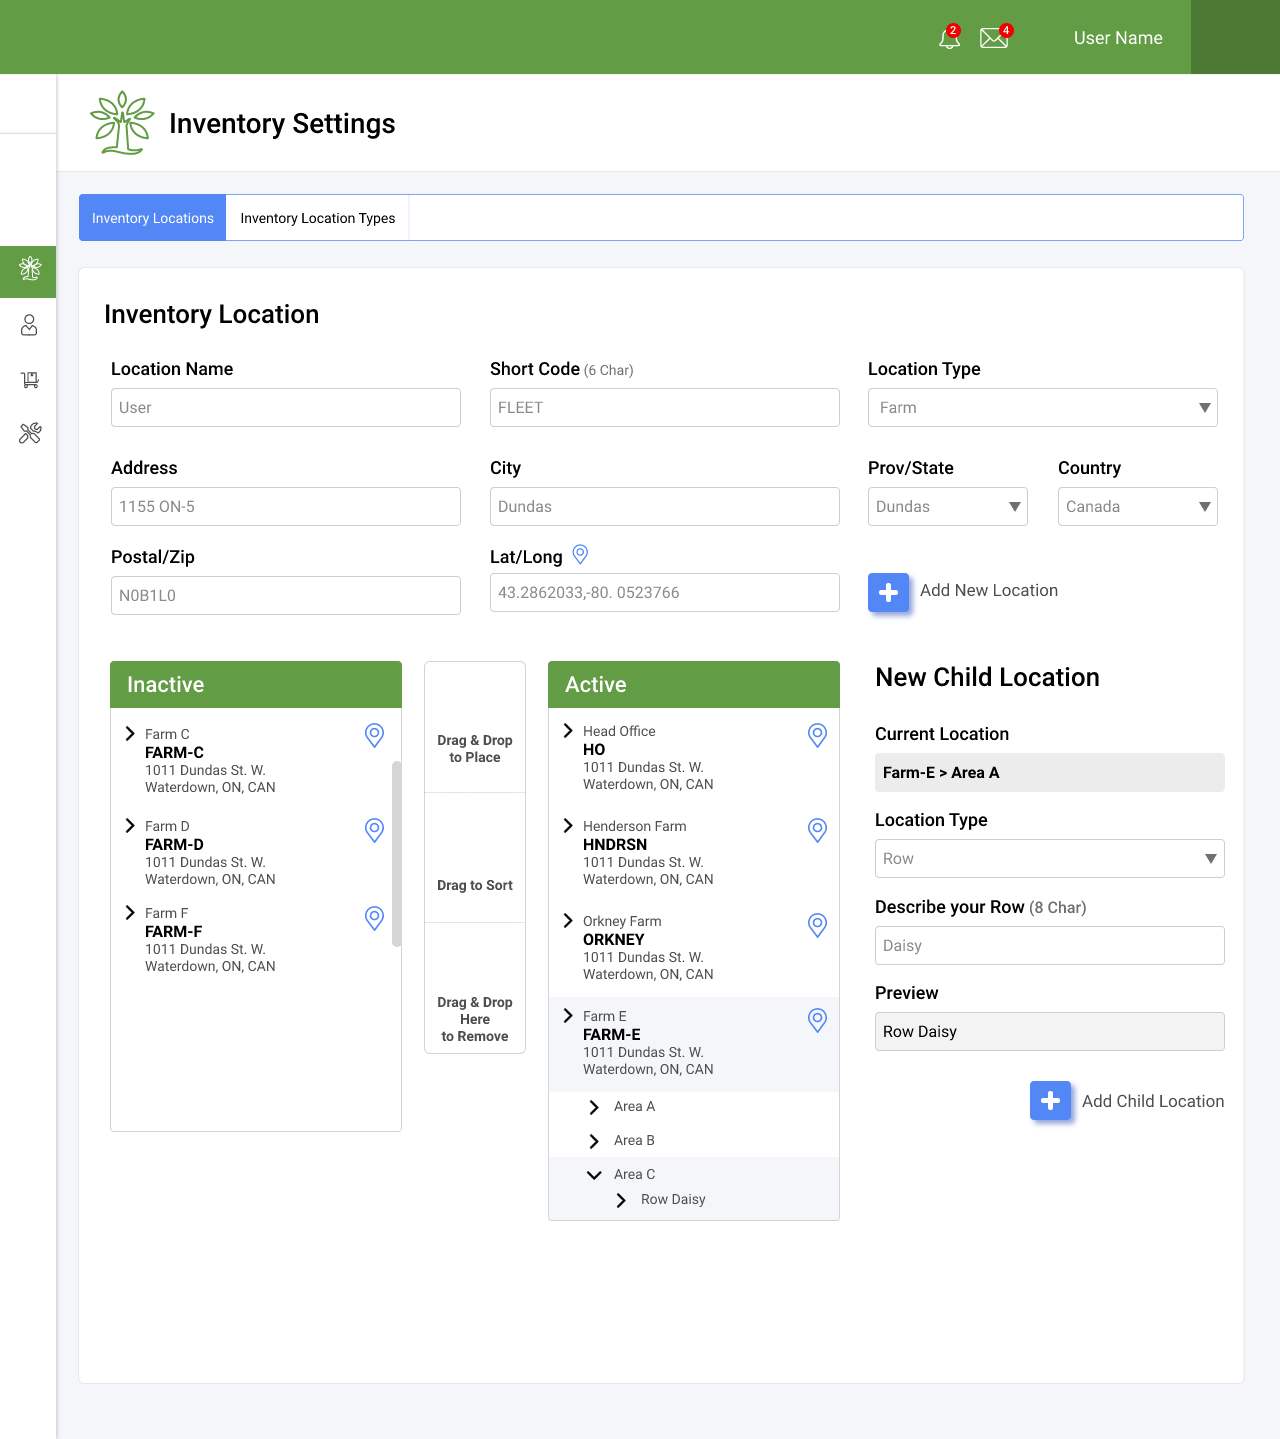 2
4
User Name
Inventory Settings
Inventory Locations
Inventory Location Types
Inventory Location
Location Name
Short Code (6 Char)
Location Type
User
FLEET
Farm
Address
City
Prov/State
Country
1155 ON-5
Dundas
Dundas
Canada
Postal/Zip
Lat/Long
N0B1L0
43.2862033,-80. 0523766
Add New Location
Inactive
Farm C
FARM-C
1011 Dundas St. W.
Waterdown, ON, CAN
Farm D
FARM-D
1011 Dundas St. W.
Waterdown, ON, CAN
Farm F
FARM-F
1011 Dundas St. W.
Waterdown, ON, CAN
Drag & Drop
to Place
Drag to Sort
Drag & Drop
Here
to Remove
Active
Head Office
HO
1011 Dundas St. W.
Waterdown, ON, CAN
Henderson Farm
HNDRSN
1011 Dundas St. W.
Waterdown, ON, CAN
Orkney Farm
ORKNEY
1011 Dundas St. W.
Waterdown, ON, CAN
Farm E
FARM-E
1011 Dundas St. W.
Waterdown, ON, CAN
Area A
Area B
Area C
Row Daisy
New Child Location
Current Location
Farm-E > Area A
Location Type
Row
Describe your Row (8 Char)
Daisy
Preview
Row Daisy
Add Child Location